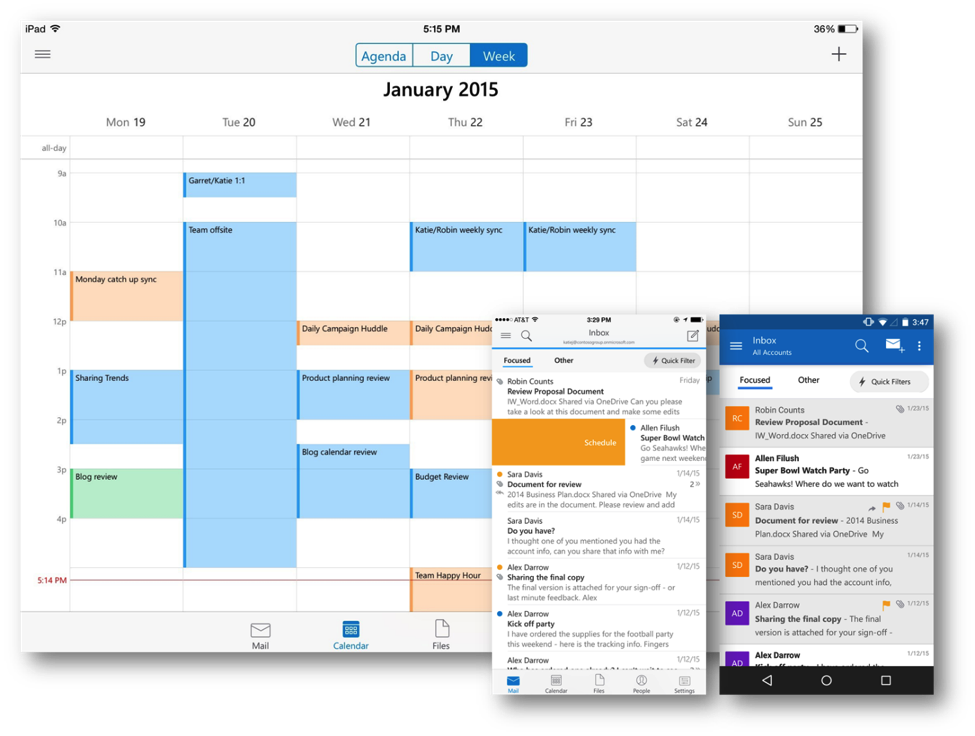 iPad 5:15 PM 36%
Agenda Day Week
January 2015
Mon 19 Tue 20 Wed 21 Thu 22 Fri 23 Sat 24 Sun 25
all-day
9a
Garret/Katie 1:1
10a
Team offsite
Katie/Robin weekly sync
Katie/Robin weekly sync
11a
Monday catch up sync
12p
Daily Campaign Huddle
Daily Campaign Hudd
1p
Sharing Trends
Product planning review
Product planning revi
2p
Blog calendar review
3p
Blog review
Budget Review
4p
5:14 PM
Team Happy Hour
Mail Calendar Files
AT&T 3:29 PM
Inbox
Focused Other Quick Filter
Robin Counts Friday
Review Proposal Document
IW_Word.docx Shared via OneDrive Can you please
take a look at this document and make some edits
Schedule
Allen Flush
Super Bowl Watch
Go Seahawks! Whe
game next weeken
Sara Davis 1/14/15
Document for review 2
2014 Business Plan.docx Shared via OneDrive My
edits are in the document. Please review and add
Sara Davis 1/14/15
Do you have?
I thought one of you mentioned you had the
account info, can you share that info with me?
Alex Darrow 1/12/15
Sharing the final copy
The final version is attached for your sign-off - or
last minute feedback. Alex
Alex Darrow 1/12/15
Kick off party
I have ordered the supplies for the football party
this weekend - here is the tracking info. Fingers
Alex Darrow 1/12/15
Mail Calendar Files People Settings
3:47
Inbox
All Accounts
Focused Other Quick Filters
RC
Robin Counts 1/23/15
Review Proposal Document -
IW_Word.docx Shared via OneDrive
AF
Allen Filush 1/23/15
Super Bowl Watch Party - Go
Seahawks! Where do we want to watch
SD
Sara Davis 1/14/15
Document for review - 2014 Business
Plan.docx Shared via OneDrive My
SD
Sara Davis 1/14/15
Do you have? - I thought one of you
mentioned you had the account info,
AD
Alex Darrow 1/12/15
Sharing the final copy - The final
version is attached for your sign-off -
AD
Alex Darrow 1/12/15